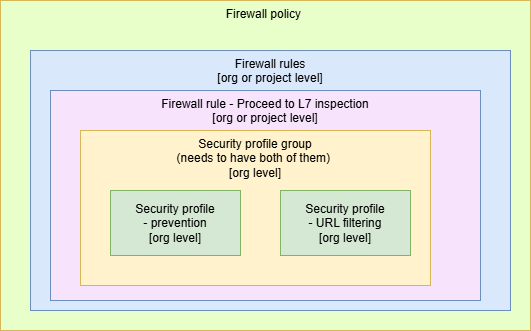 Firewall policy
Firewall rules
[org or project level]
Firewall rule - Proceed to L7 inspection
[org or project level]
Security profile group
(needs to have both of them)
[org level]
Security profile
- prevention
[org level]
Security profile
- URL filtering
[org level]